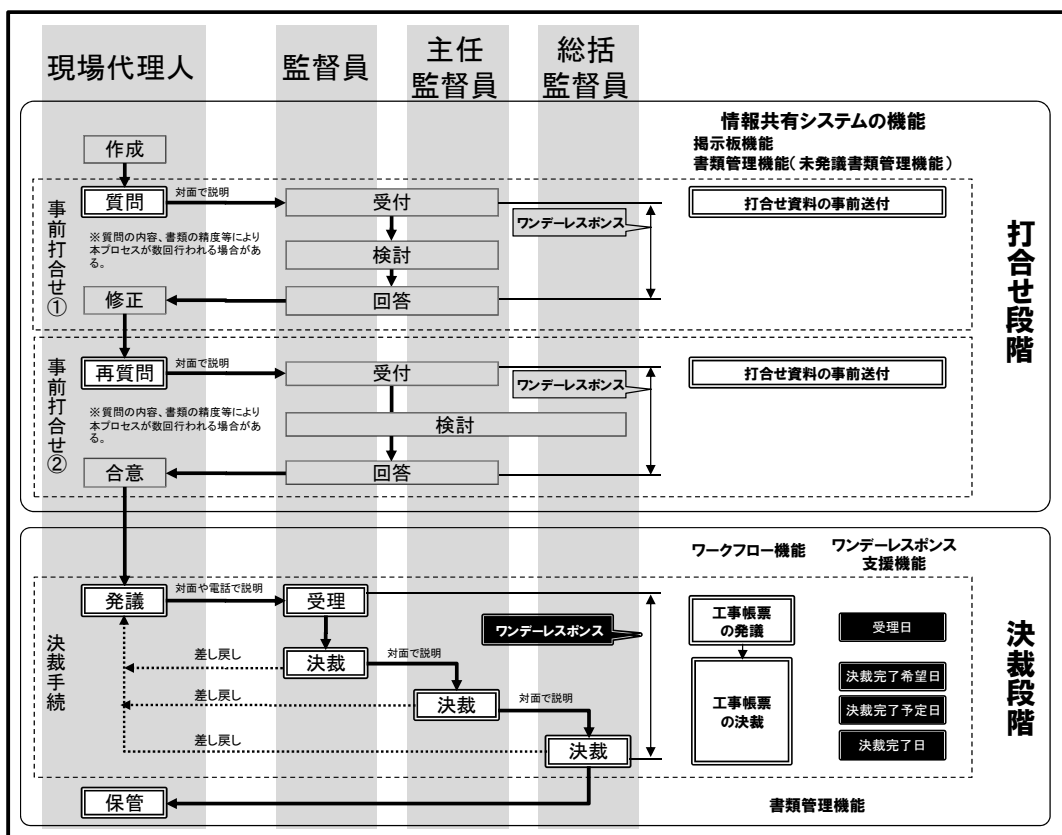 現場代理人
監督員
主任
監督員
総括
監督員
情報共有システムの機能
掲示板機能
書類管理機能(未発議書類管理機能)
打合せ段階
事前打合せ①
作成
質問
対面で説明
受付
ワンデーレスポンス
打合せ資料の事前送付
※質問の内容、書類の精度等により
本プロセスが数回行われる場合があ
る。
検討
修正
回答
事前打合せ②
再質問
対面で説明
受付
ワンデーレスポンス
打合せ資料の事前送付
※質問の内容、書類の精度等により
本プロセスが数回行われる場合があ
る。
検討
合意
回答
決裁段階
ワークフロー機能
ワンデーレスポンス
支援機能
決裁手続
発議
対面や電話で説明
受理
ワンデーレスポンス
工事帳票
の発議
受理日
差し戻し
決裁
対面で説明
差し戻し
決裁
対面で説明
差し戻し
決裁
工事帳票
の決裁
決裁完了希望日
決裁完了予定日
決裁完了日
保管
書類管理機能